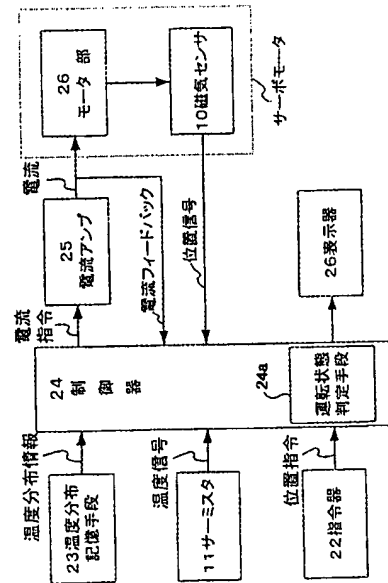 温度分布情報
23温度分布
記憶手段
温度信号
11サーミスタ
位置指令
22指令器
24
制
御
器
24a
運転状態
判定手段
電流
指令
25
電流アンプ
電流
電流フィードバック
位置信号
26表示器
26
モータ部
10磁気センサ
サーボモータ